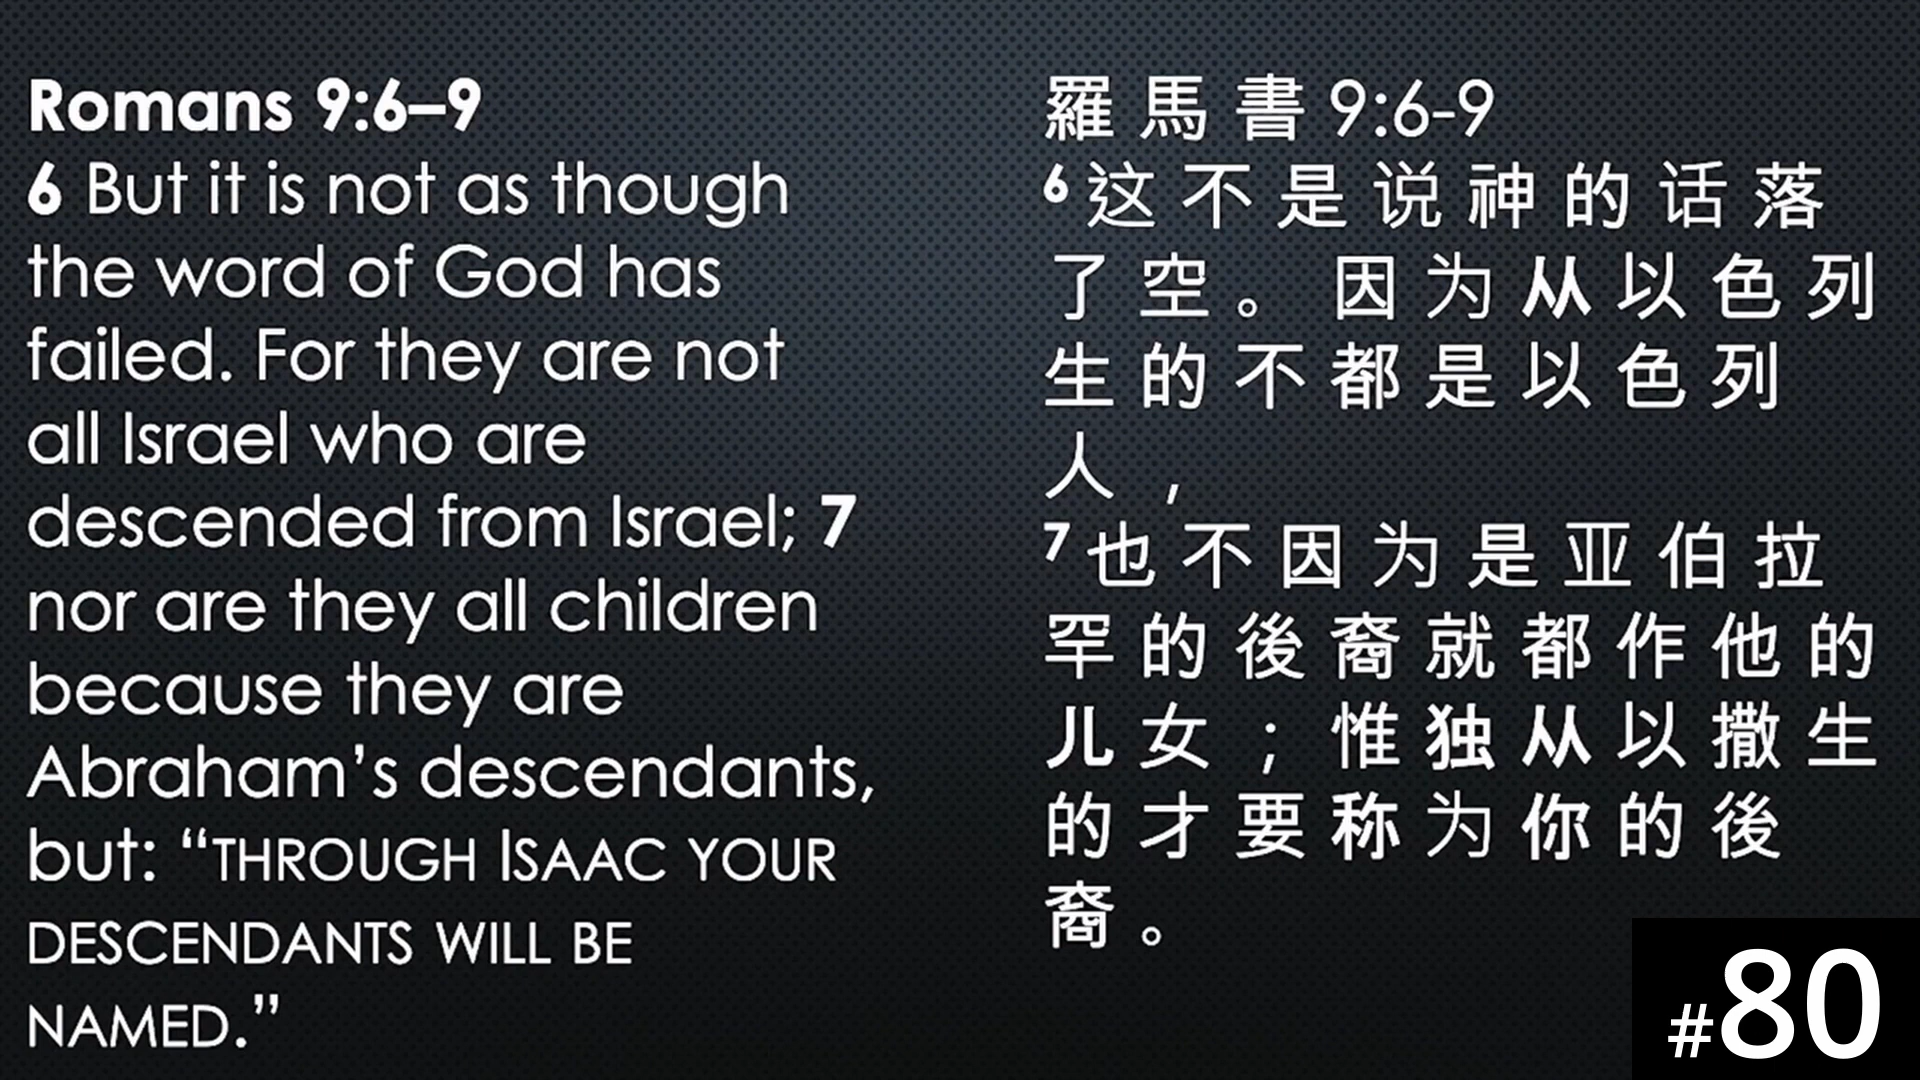 Romans 9:6–9
6 But it is not as though
the word of God has
failed. For they are not
all Israel who are
descended from Israel; 7
nor are they all children
because they are
Abraham’s descendants,
but: “THROUGH ISAAC YOUR
DESCENDANTS WILL BE
NAMED.”
羅 馬 書 9:6-9
6 这 不 是 说 神 的 话 落
了 空 。 因 为 从 以 色 列
生 的 不 都 是 以 色 列
人 ,
7 也 不 因 为 是 亚 伯 拉
罕 的 後 裔 就 都 作 他 的
儿 女 ; 惟 独 从 以 撒 生
的 才 要 称 为 你 的 後
裔 。
#80